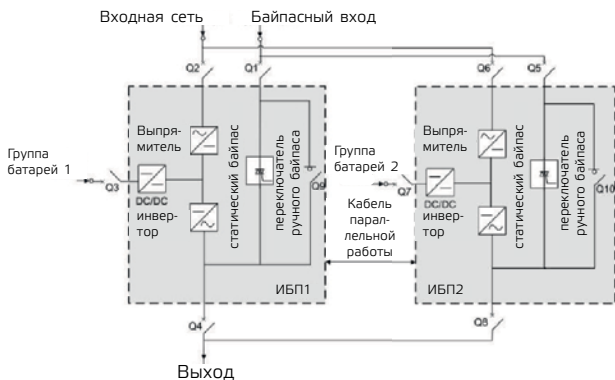 Входная сеть
Байпасный вход
Q2
Q1
Q6
Q5
Группа
батарей 1
Q3
Выпря-
митель
DC/DC
инвер-
тор
статический байпас
переключатель
ручного байпаса
Q9
ИБП1
Группа
батарей 2
Q7
Кабель
парал-
лельной
работы
Выпря-
митель
DC/DC
инвер-
тор
статический байпас
переключатель
ручного байпаса
Q10
ИБП2
Q4
Q8
Выход